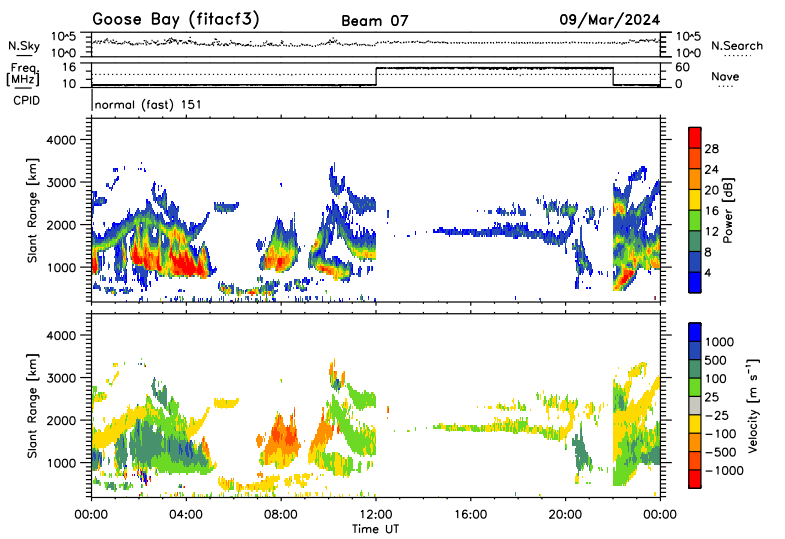 Goose Bay (fitacf3) Beam 07 09/Mar/2024
N.Sky 10^5 10^0 10^5 10^0 N.Search
Freq. [MHz] 16 10 60 0 Nave
CPID normal (fast) 151
Slant Range [km] 4000 3000 2000 1000
Power [dB] 28 24 20 16 12 8 4
Slant Range [km] 4000 3000 2000 1000
Velocity [m s⁻¹] 1000 500 100 25 −25 −100 −500 −1000
00:00 04:00 08:00 12:00 16:00 20:00 00:00
Time UT